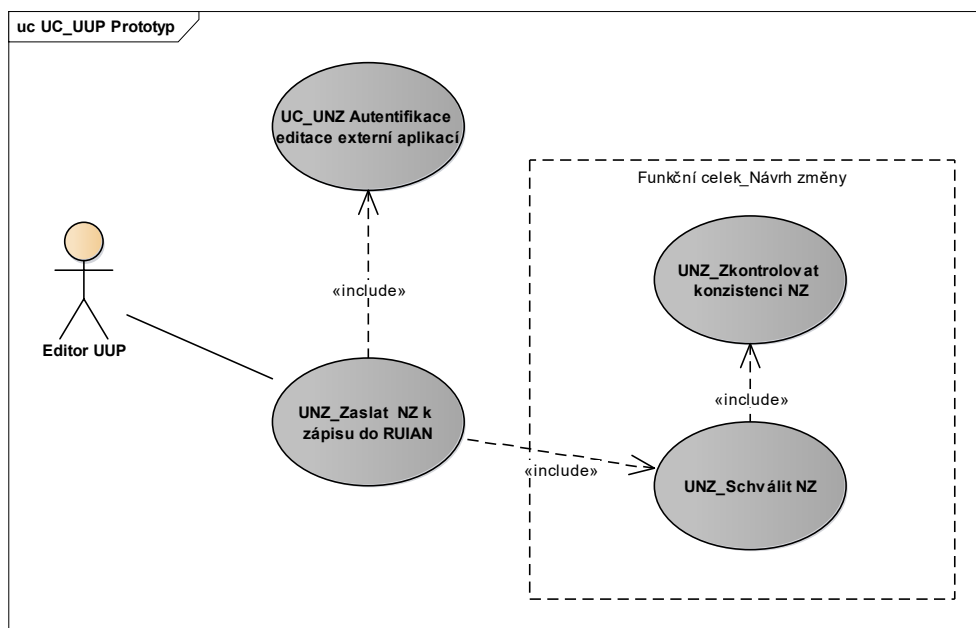 uc UC_UUP Prototyp
UC_UNZ Autentifikace
editace externí aplikací
Funkční celek_Návrh změny
UNZ_Zkontrolovat
konzistenci NZ
«include»
Editor UUP
«include»
UNZ_Zaslat NZ k
zápisu do RUIAN
«include»
UNZ_Schválit NZ